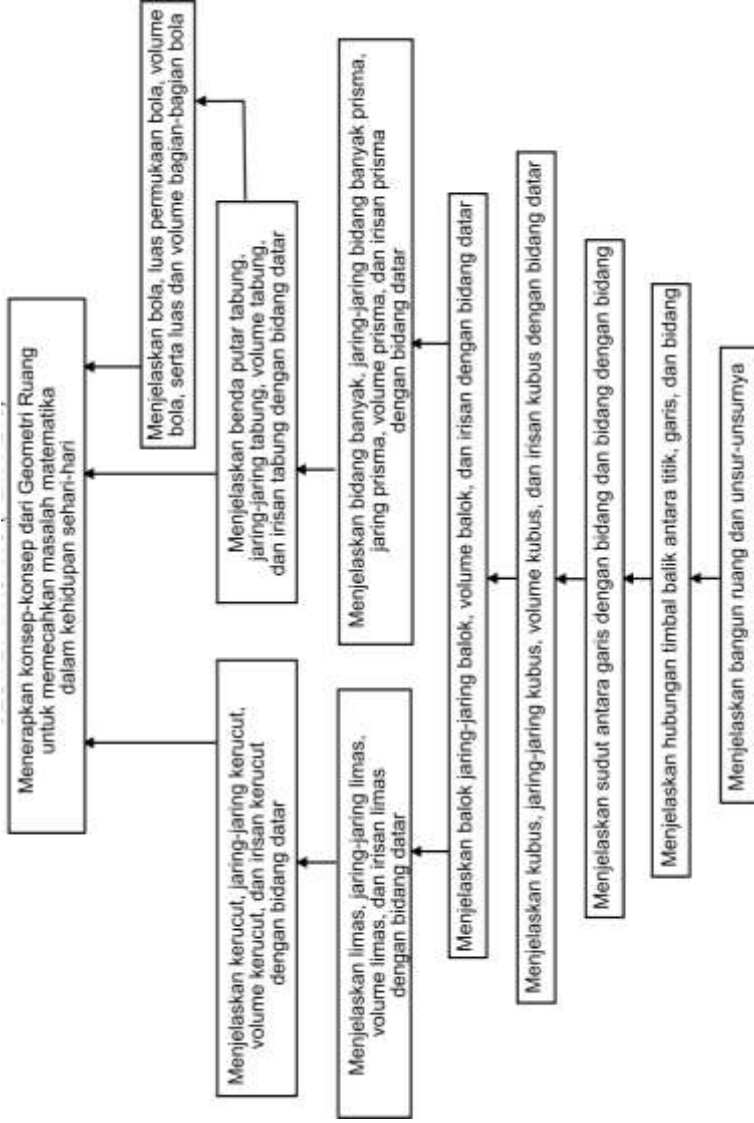 Menerapkan konsep-konsep dari Geometri Ruang
untuk memecahkan masalah matematika
dalam kehidupan sehari-hari
Menjelaskan bola, luas permukaan bola, volume
bola, serta luas dan volume bagian-bagian bola
Menjelaskan kerucut, jaring-jaring kerucut,
volume kerucut, dan irisan kerucut
dengan bidang datar
Menjelaskan benda putar tabung,
jaring-jaring tabung, volume tabung,
dan irisan tabung dengan bidang datar
Menjelaskan limas, jaring-jaring limas,
volume limas, dan irisan limas
dengan bidang datar
Menjelaskan bidang banyak, jaring-jaring bidang banyak prisma,
jaring prisma, volume prisma, dan irisan prisma
dengan bidang datar
Menjelaskan balok jaring-jaring balok, volume balok, dan irisan dengan bidang datar
Menjelaskan kubus, jaring-jaring kubus, volume kubus, dan irisan kubus dengan bidang datar
Menjelaskan sudut antara garis dengan bidang dan bidang dengan bidang
Menjelaskan hubungan timbal balik antara titik, garis, dan bidang
Menjelaskan bangun ruang dan unsur-unsurnya